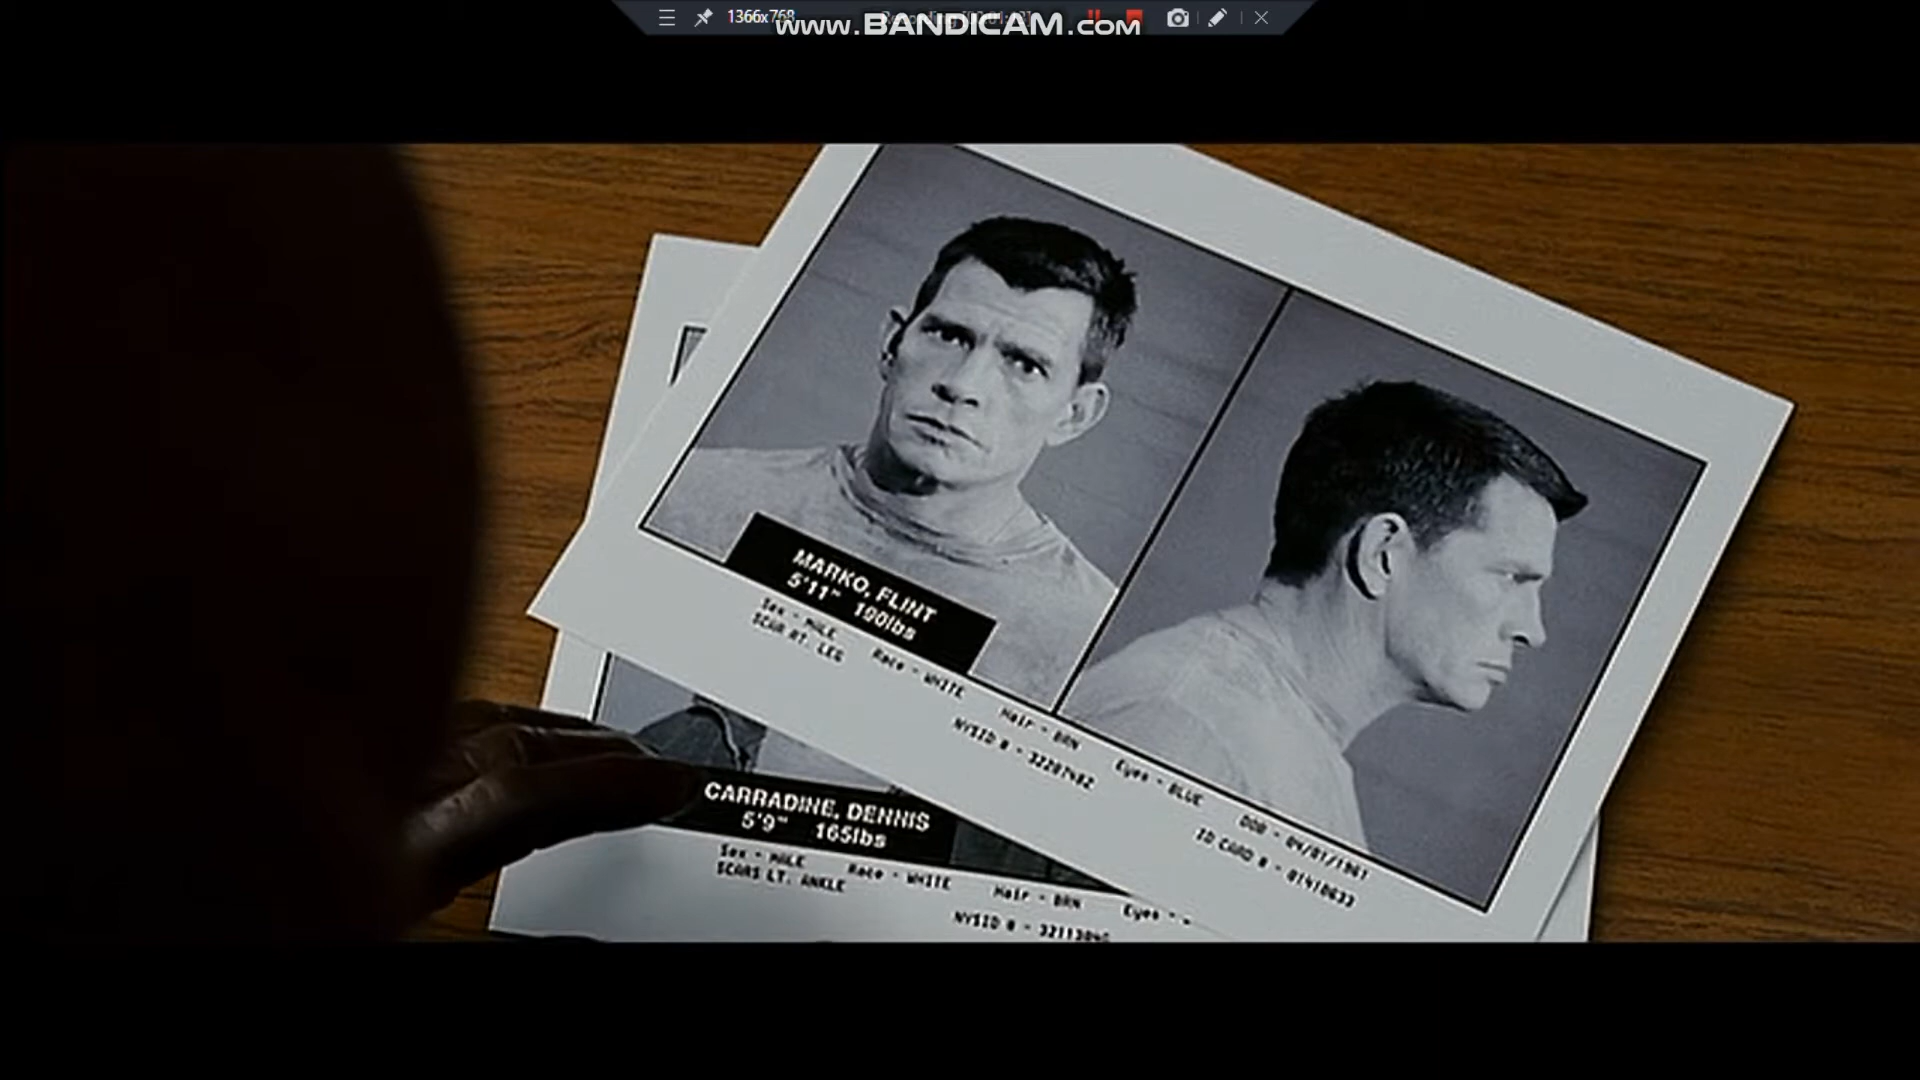 1366x768
www.BANDICAM.com
MARKO, FLINT
5'11" 190lbs
Sex - MALE Race - WHITE Hair - BRN Eyes - BLUE DOB - 04/01/1961
SCAR RT. LEG NYSID # - 32287482 ID CARD # - 81410633
CARRADINE, DENNIS
5'9" 165lbs
Sex - MALE Race - WHITE Hair - BRN Eyes -
SCARS LT. ANKLE NYSID # -